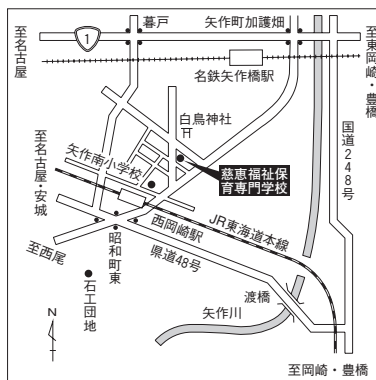 暮戸
矢作町加護畑
至名古屋
1
至東岡崎・豊橋
名鉄矢作橋駅
白鳥神社
国道248号
至名古屋・安城
矢作南小学校
慈恵福祉保
育専門学校
西岡崎駅
JR東海道本線
至西尾
昭和町東
県道48号
石工団地
渡橋
矢作川
N
至岡崎・豊橋